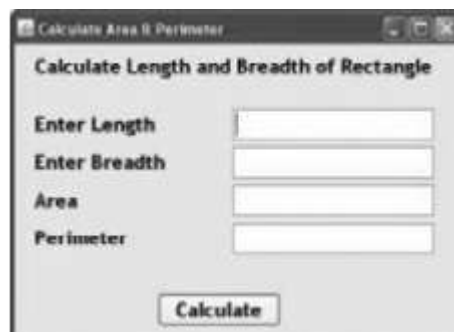 Calculate Area & Perimeter
Calculate Length and Breadth of Rectangle
Enter Length
Enter Breadth
Area
Perimeter
Calculate